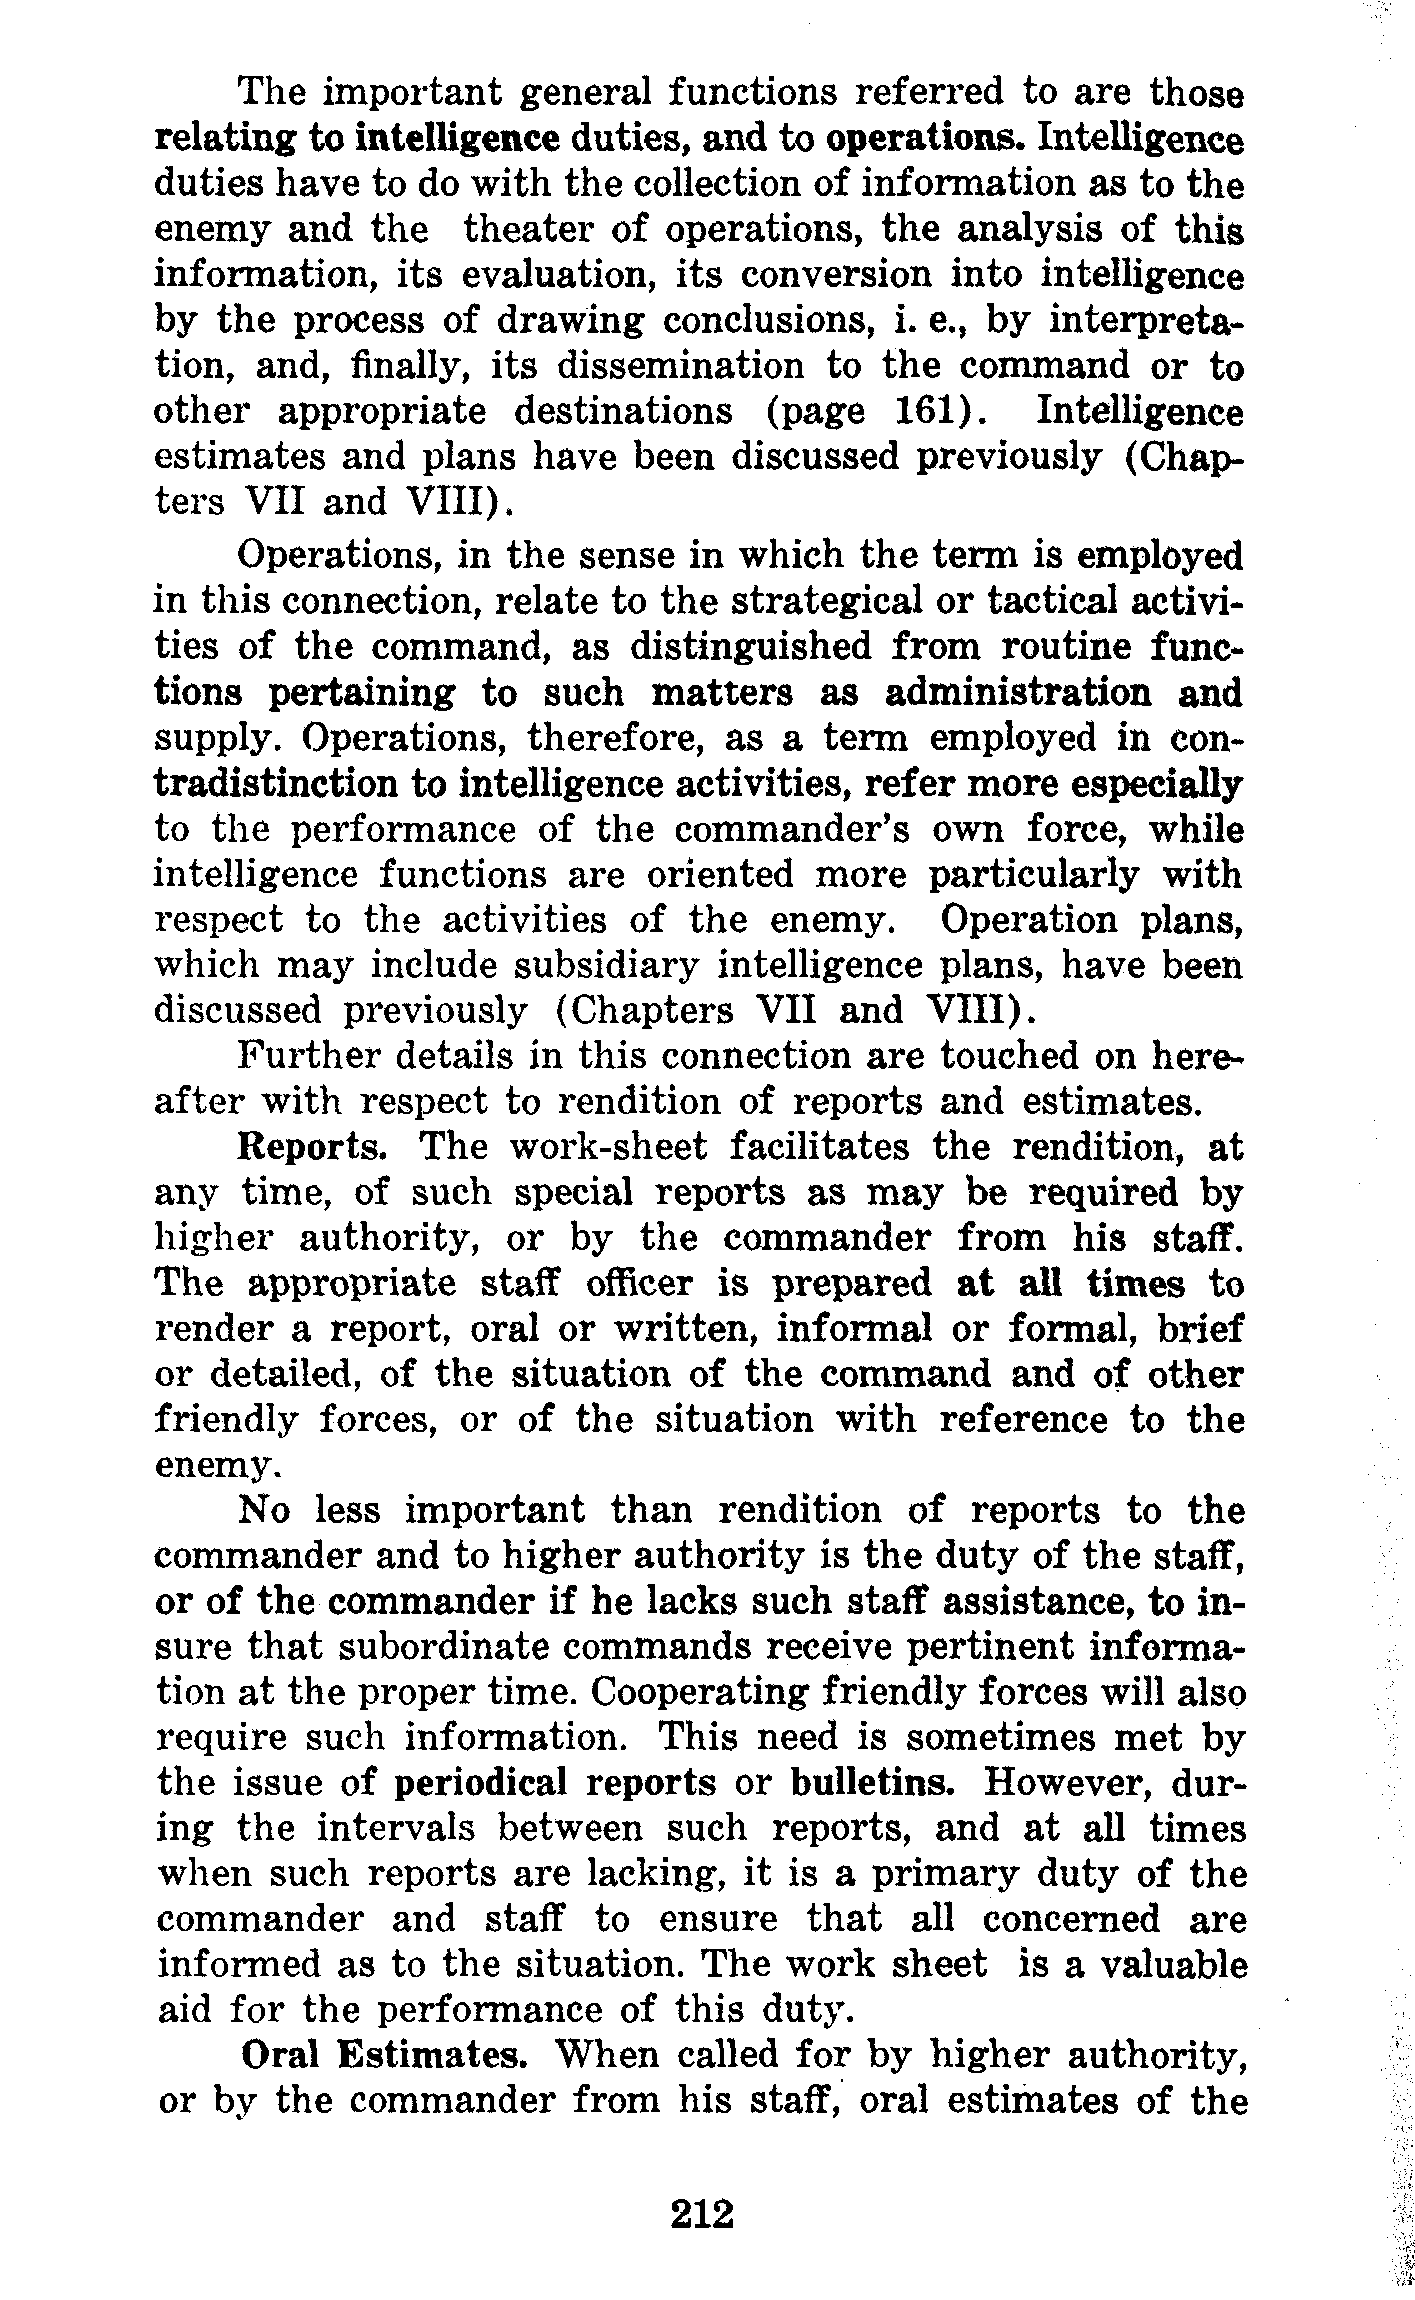 The important general functions referred to are those
relating to intelligence duties, and to operations. Intelligence
duties have to do with the collection of information as to the
enemy and the theater of operations, the analysis of this
information, its evaluation, its conversion into intelligence
by the process of drawing conclusions, i. e., by interpreta-
tion, and, finally, its dissemination to the command or to
other appropriate destinations (page 161). Intelligence
estimates and plans have been discussed previously (Chap-
ters VII and VIII).
Operations, in the sense in which the term is employed
in this connection, relate to the strategical or tactical activi-
ties of the command, as distinguished from routine func-
tions pertaining to such matters as administration and
supply. Operations, therefore, as a term employed in con-
tradistinction to intelligence activities, refer more especially
to the performance of the commander's own force, while
intelligence functions are oriented more particularly with
respect to the activities of the enemy. Operation plans,
which may include subsidiary intelligence plans, have been
discussed previously (Chapters VII and VIII).
Further details in this connection are touched on here-
after with respect to rendition of reports and estimates.
Reports. The work-sheet facilitates the rendition, at
any time, of such special reports as may be required by
higher authority, or by the commander from his staff.
The appropriate staff officer is prepared at all times to
render a report, oral or written, informal or formal, brief
or detailed, of the situation of the command and of other
friendly forces, or of the situation with reference to the
enemy.
No less important than rendition of reports to the
commander and to higher authority is the duty of the staff,
or of the commander if he lacks such staff assistance, to in-
sure that subordinate commands receive pertinent informa-
tion at the proper time. Cooperating friendly forces will also
require such information. This need is sometimes met by
the issue of periodical reports or bulletins. However, dur-
ing the intervals between such reports, and at all times
when such reports are lacking, it is a primary duty of the
commander and staff to ensure that all concerned are
informed as to the situation. The work sheet is a valuable
aid for the performance of this duty.
Oral Estimates. When called for by higher authority,
or by the commander from his staff, oral estimates of the
212